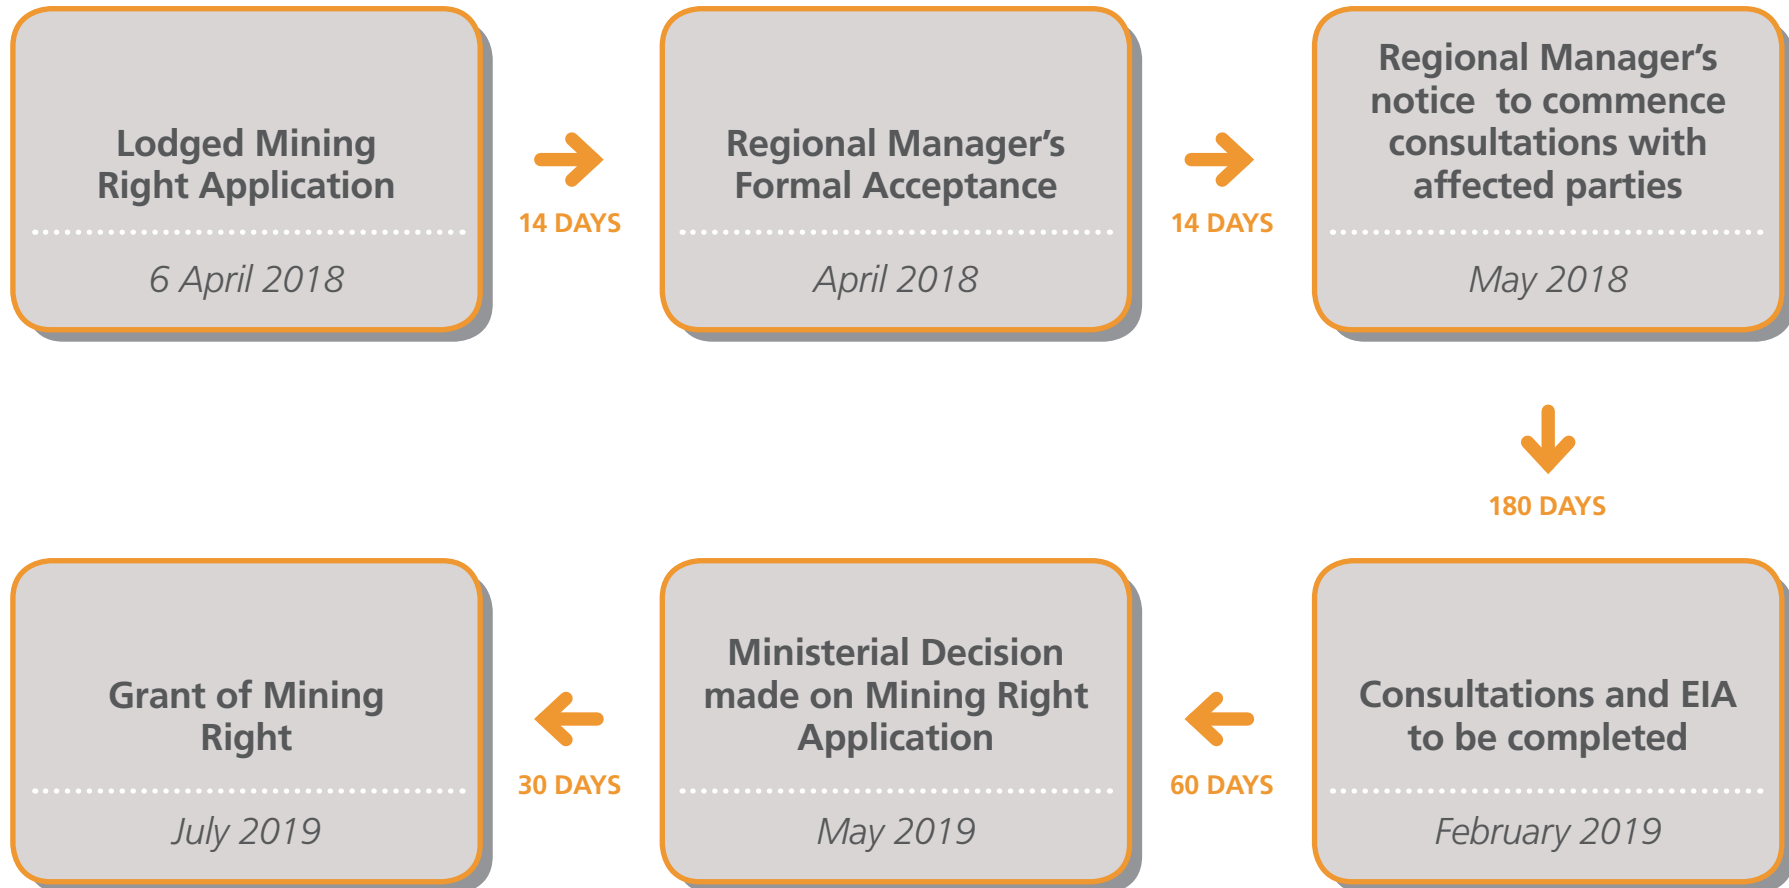 Lodged Mining
Right Application
6 April 2018
14 DAYS
Regional Manager’s
Formal Acceptance
April 2018
14 DAYS
Regional Manager’s
notice to commence
consultations with
affected parties
May 2018
180 DAYS
Consultations and EIA
to be completed
February 2019
60 DAYS
Ministerial Decision
made on Mining Right
Application
May 2019
30 DAYS
Grant of Mining
Right
July 2019